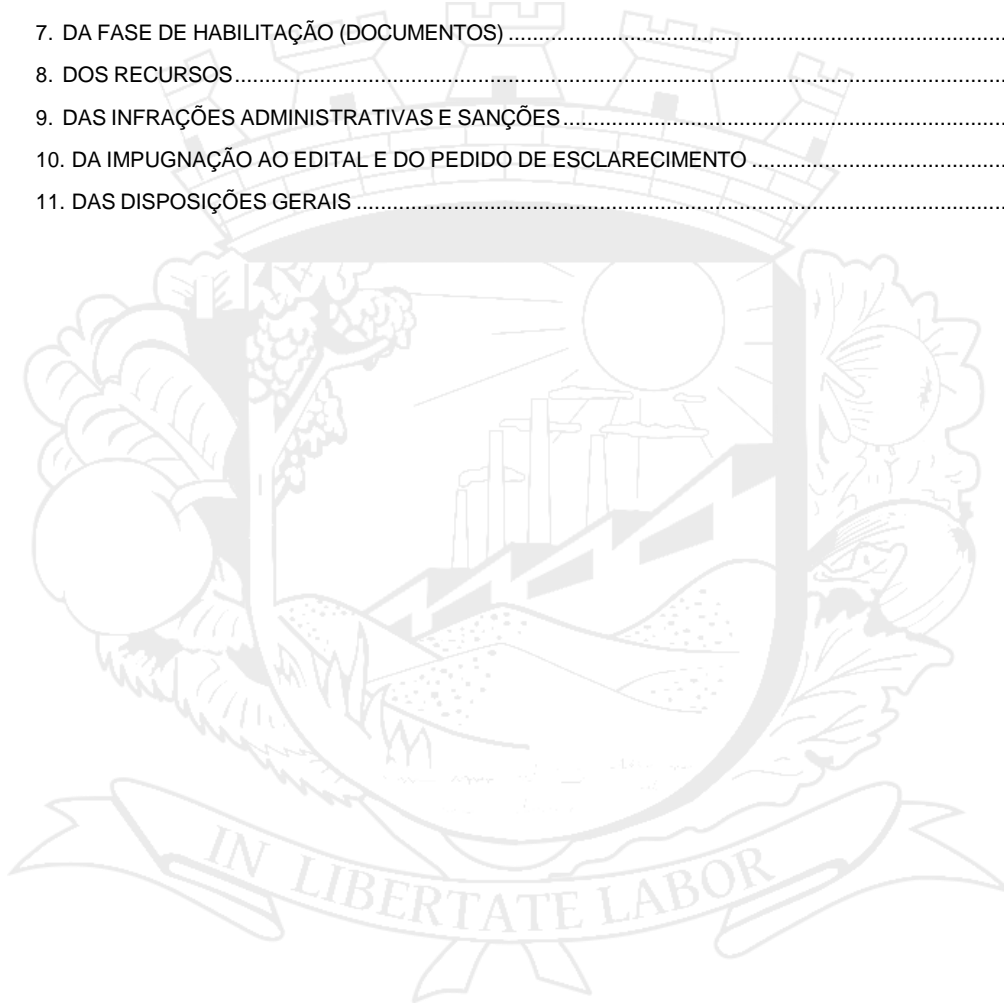 7. DA FASE DE HABILITAÇÃO (DOCUMENTOS)
8. DOS RECURSOS
9. DAS INFRAÇÕES ADMINISTRATIVAS E SANÇÕES
10. DA IMPUGNAÇÃO AO EDITAL E DO PEDIDO DE ESCLARECIMENTO
11. DAS DISPOSIÇÕES GERAIS
IN LIBERTATE LABOR